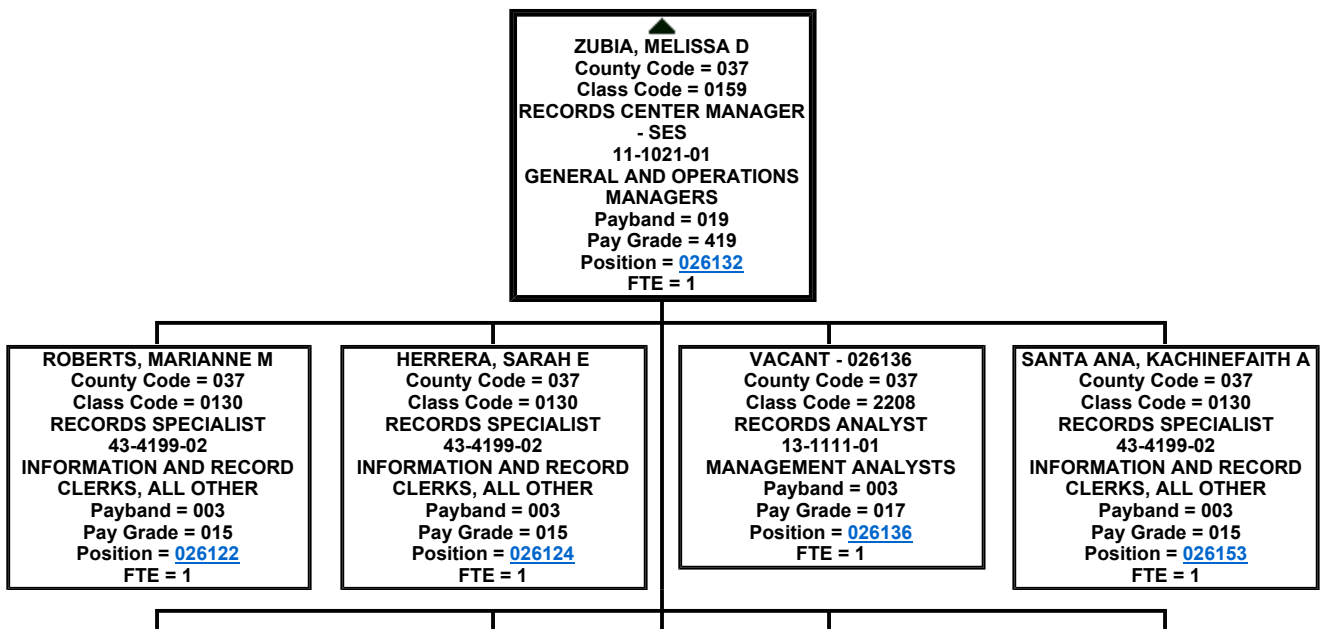 ZUBIA, MELISSA D
County Code = 037
Class Code = 0159
RECORDS CENTER MANAGER
- SES
11-1021-01
GENERAL AND OPERATIONS
MANAGERS
Payband = 019
Pay Grade = 419
Position = 026132
FTE = 1
ROBERTS, MARIANNE M
County Code = 037
Class Code = 0130
RECORDS SPECIALIST
43-4199-02
INFORMATION AND RECORD
CLERKS, ALL OTHER
Payband = 003
Pay Grade = 015
Position = 026122
FTE = 1
HERRERA, SARAH E
County Code = 037
Class Code = 0130
RECORDS SPECIALIST
43-4199-02
INFORMATION AND RECORD
CLERKS, ALL OTHER
Payband = 003
Pay Grade = 015
Position = 026124
FTE = 1
VACANT - 026136
County Code = 037
Class Code = 2208
RECORDS ANALYST
13-1111-01
MANAGEMENT ANALYSTS
Payband = 003
Pay Grade = 017
Position = 026136
FTE = 1
SANTA ANA, KACHINEFAITH A
County Code = 037
Class Code = 0130
RECORDS SPECIALIST
43-4199-02
INFORMATION AND RECORD
CLERKS, ALL OTHER
Payband = 003
Pay Grade = 015
Position = 026153
FTE = 1